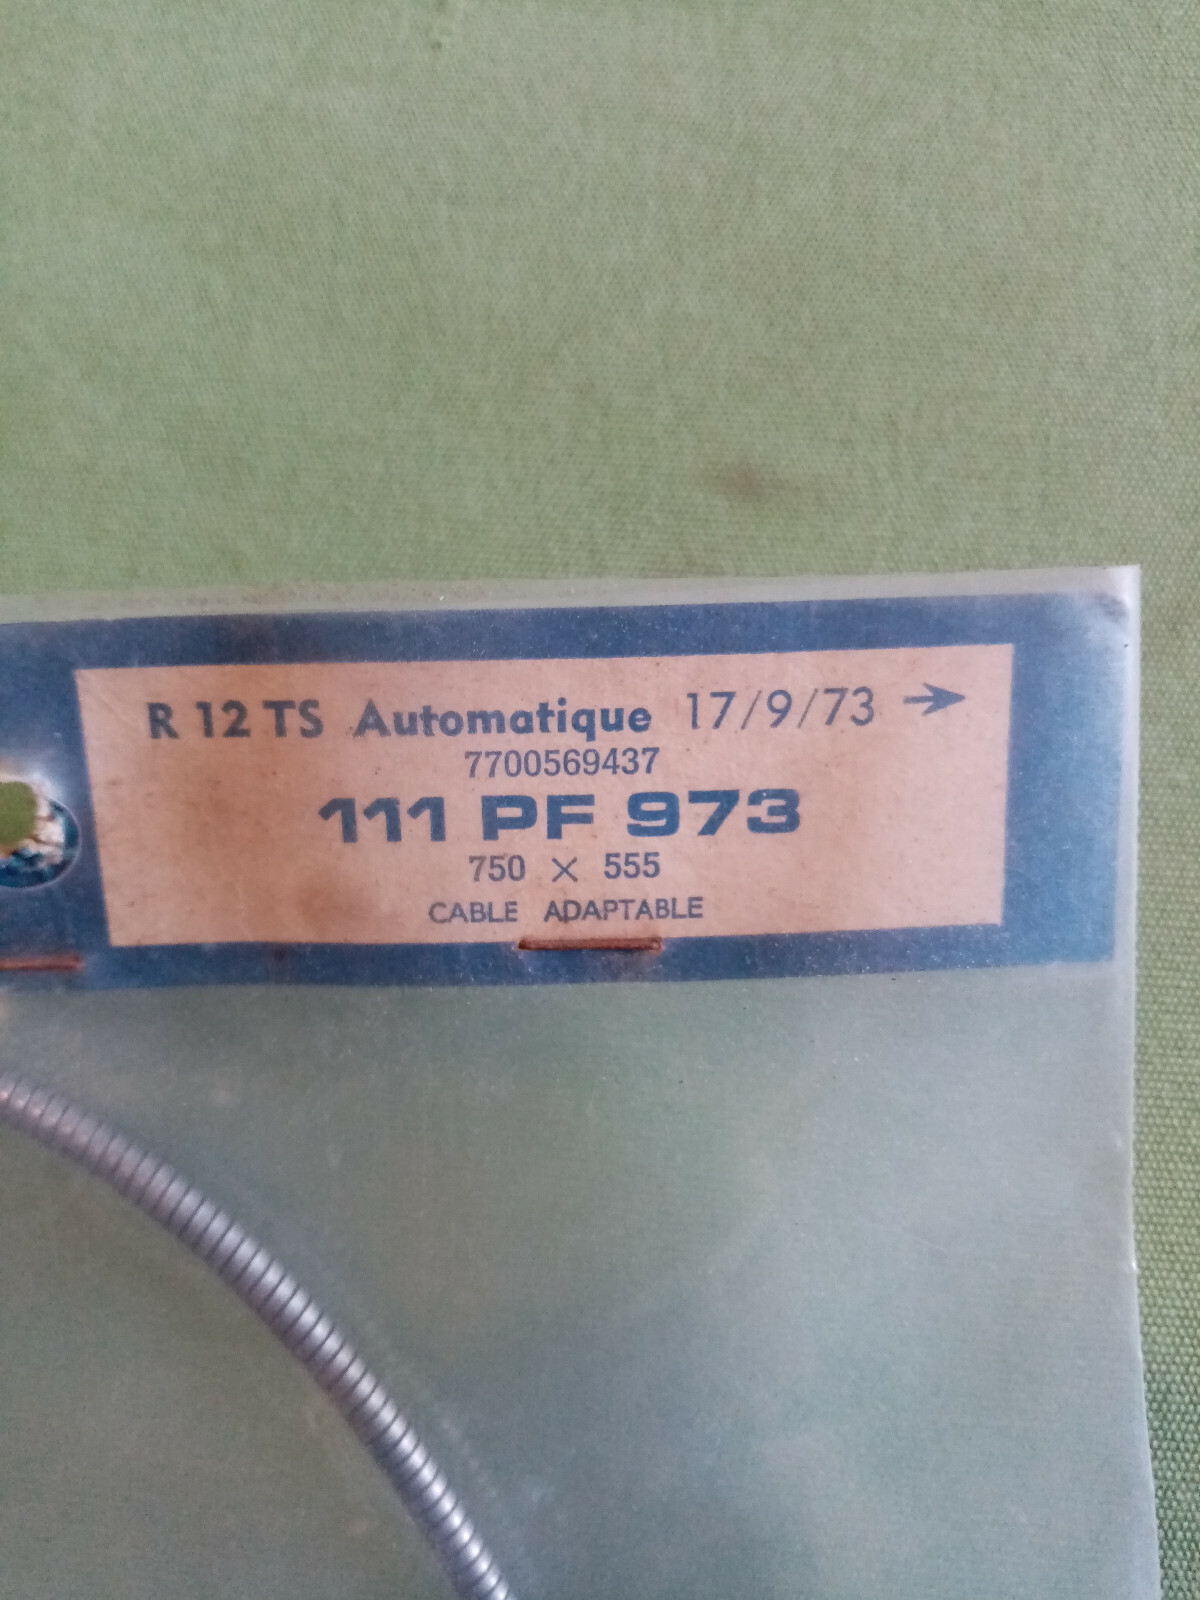 R 12 TS Automatique 17/9/73 →
7700569437
111 PF 973
750 × 555
CABLE ADAPTABLE